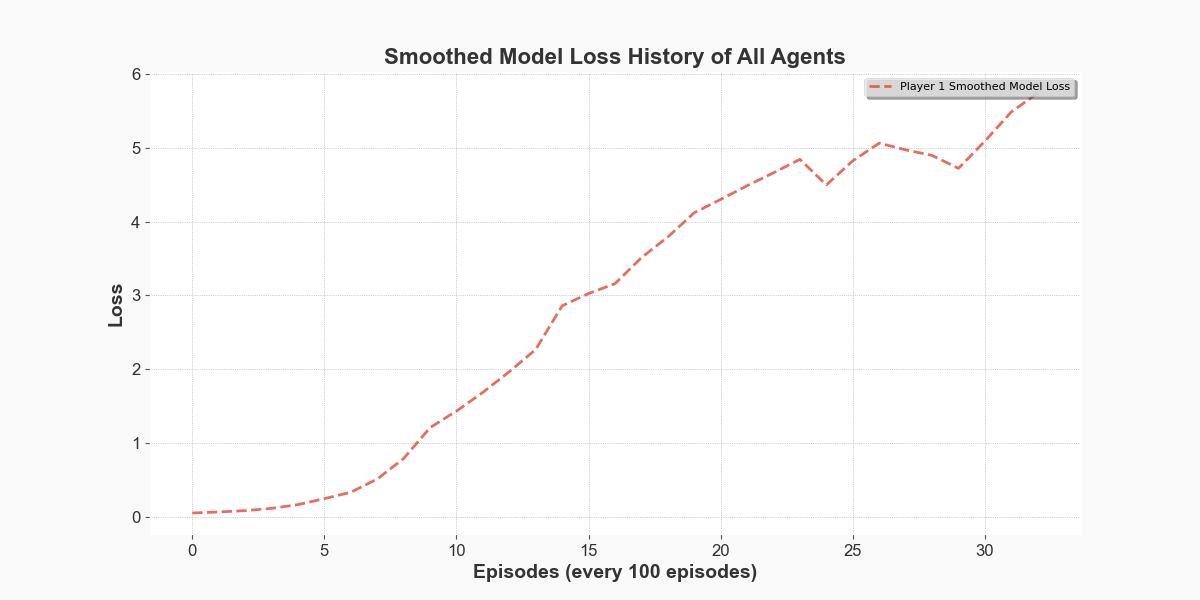 Smoothed Model Loss History of All Agents
Player 1 Smoothed Model Loss
Loss
6
5
4
3
2
1
0
0 5 10 15 20 25 30
Episodes (every 100 episodes)